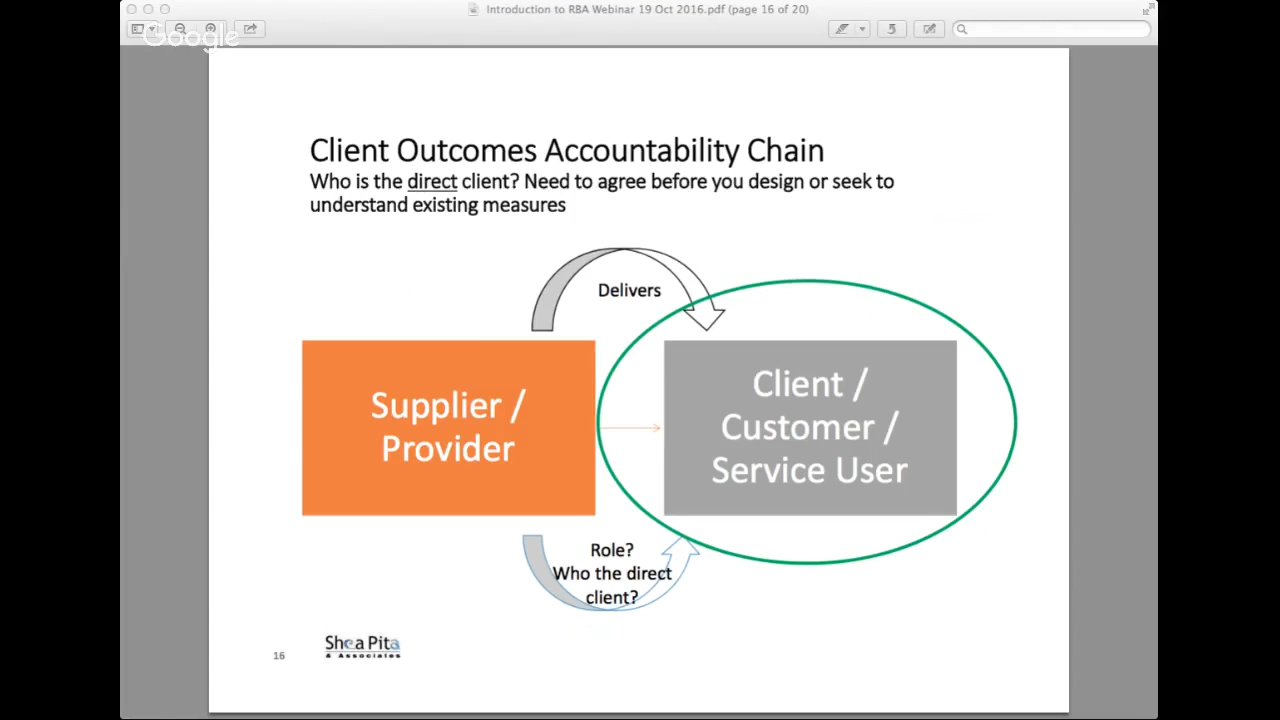 Introduction to RBA Webinar 19 Oct 2016.pdf (page 16 of 20)
Google
Client Outcomes Accountability Chain
Who is the direct client? Need to agree before you design or seek to
understand existing measures
Delivers
Supplier /
Provider
Client /
Customer /
Service User
Role?
Who the direct
client?
16
Shea Pita
& Associates